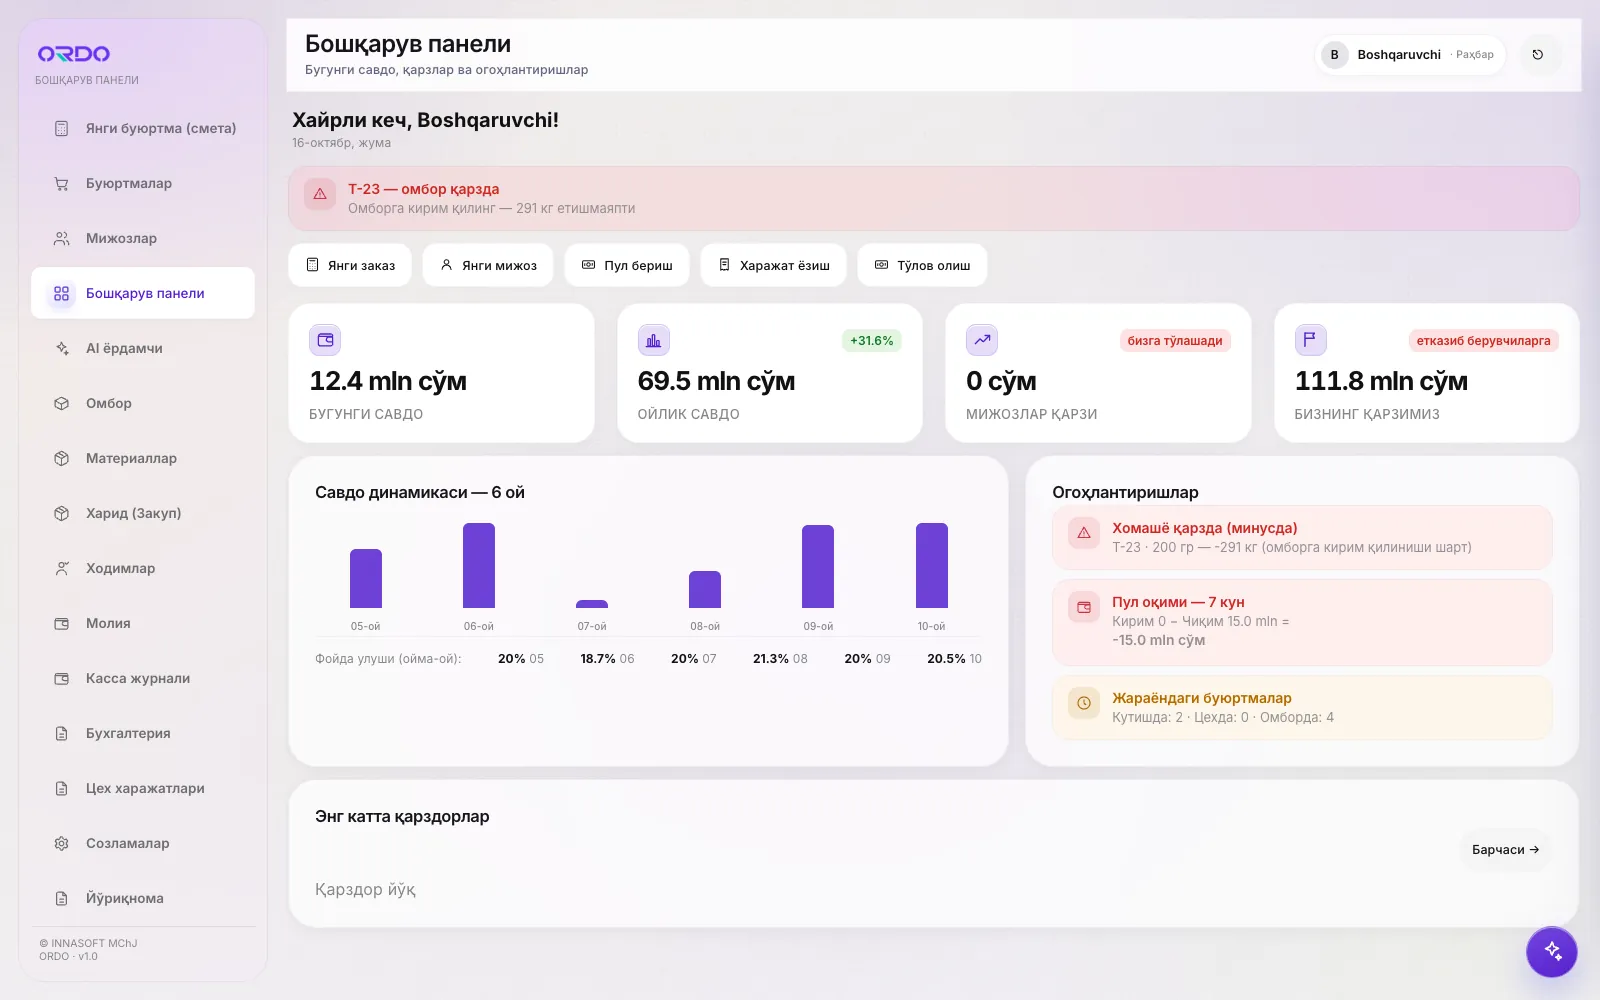 ORDO
БОШҚАРУВ ПАНЕЛИ
Янги буюртма (смета)
Буюртмалар
Мижозлар
Бошқарув панели
AI ёрдамчи
Омбор
Материаллар
Харид (Закуп)
Ходимлар
Молия
Касса журнали
Бухгалтерия
Цех харажатлари
Созламалар
Йўриқнома
© INNASOFT MChJ
ORDO · v1.0
Бошқарув панели
Бугунги савдо, қарзлар ва огоҳлантиришлар
B Boshqaruvchi · Раҳбар
Хайрли кеч, Boshqaruvchi!
16-октябр, жума
Т-23 — омбор қарзда
Омборга кирим қилинг — 291 кг етишмаяпти
Янги заказ
Янги мижоз
Пул бериш
Харажат ёзиш
Тўлов олиш
12.4 mln сўм
БУГУНГИ САВДО
+31.6%
69.5 mln сўм
ОЙЛИК САВДО
бизга тўлашади
0 сўм
МИЖОЗЛАР ҚАРЗИ
етказиб берувчиларга
111.8 mln сўм
БИЗНИНГ ҚАРЗИМИЗ
Савдо динамикаси — 6 ой
05-ой 06-ой 07-ой 08-ой 09-ой 10-ой
Фойда улуши (ойма-ой): 20% 05 18.7% 06 20% 07 21.3% 08 20% 09 20.5% 10
Огоҳлантиришлар
Хомашё қарзда (минусда)
Т-23 · 200 гр — -291 кг (омборга кирим қилиниши шарт)
Пул оқими — 7 кун
Кирим 0 − Чиқим 15.0 mln =
-15.0 mln сўм
Жараёндаги буюртмалар
Кутишда: 2 · Цехда: 0 · Омборда: 4
Энг катта қарздорлар
Барчаси →
Қарздор йўқ